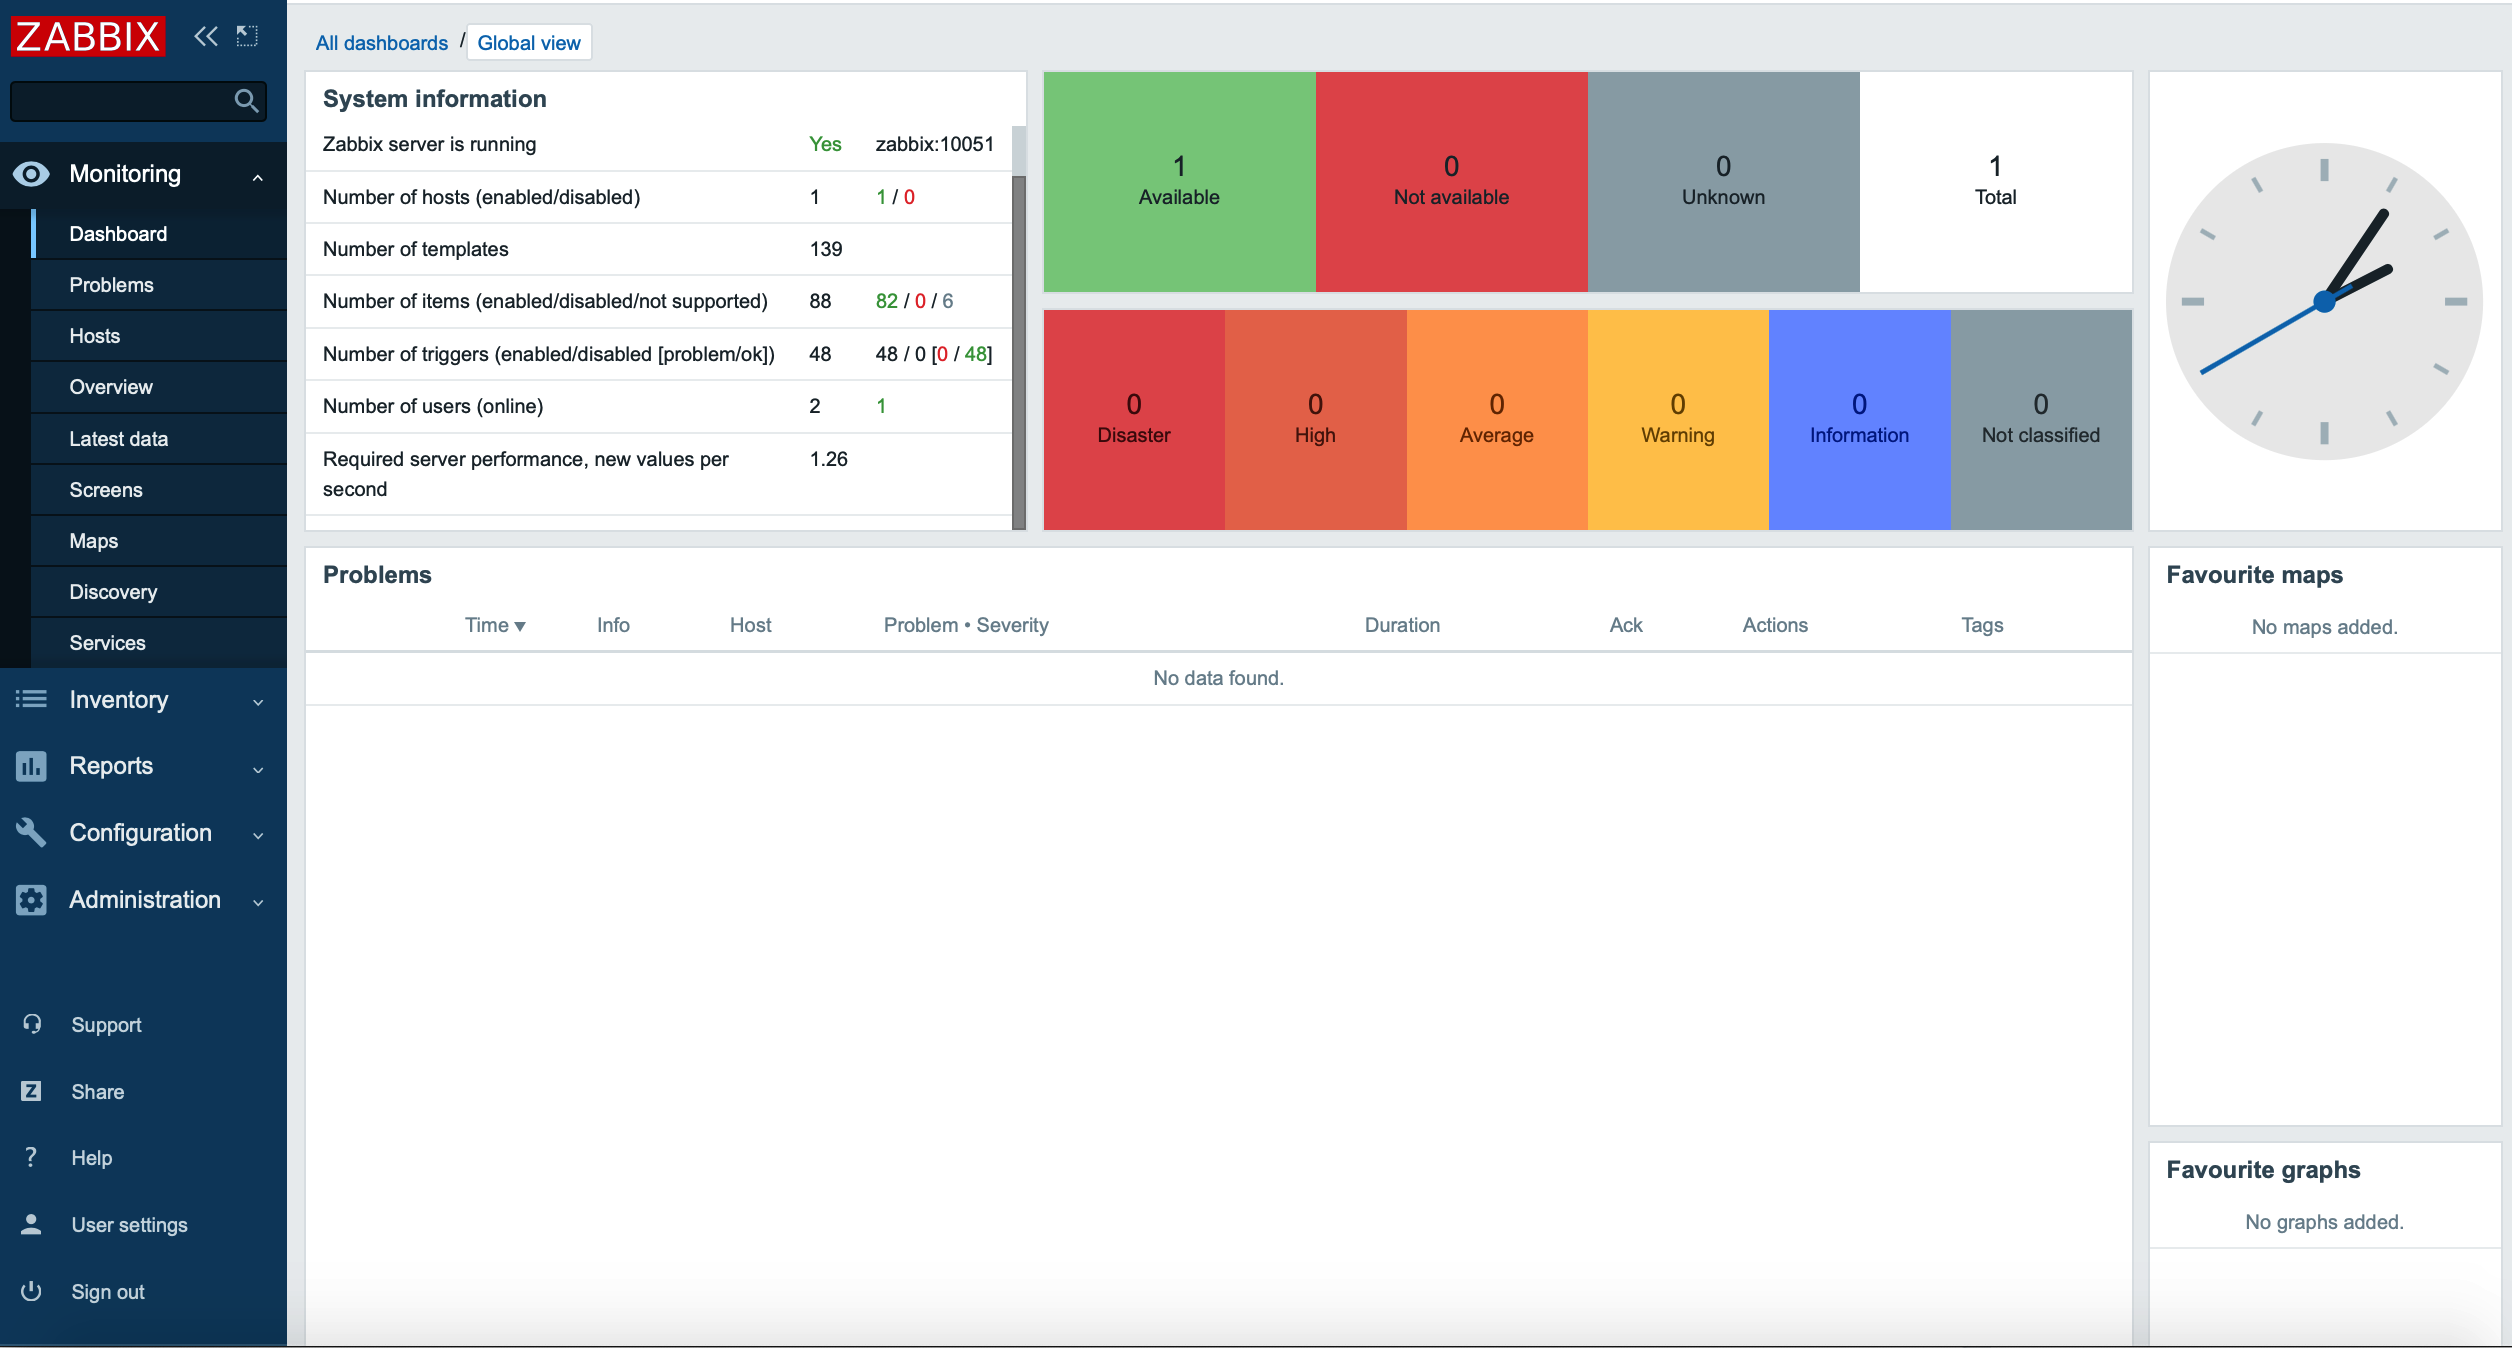 ZABBIX
Monitoring
Dashboard
Problems
Hosts
Overview
Latest data
Screens
Maps
Discovery
Services
Inventory
Reports
Configuration
Administration
Support
Z Share
? Help
User settings
Sign out
All dashboards / Global view
System information
Zabbix server is running Yes zabbix:10051
Number of hosts (enabled/disabled) 1 1 / 0
Number of templates 139
Number of items (enabled/disabled/not supported) 88 82 / 0 / 6
Number of triggers (enabled/disabled [problem/ok]) 48 48 / 0 [0 / 48]
Number of users (online) 2 1
Required server performance, new values per 1.26
second
1 0 0 1
Available Not available Unknown Total
0 0 0 0 0 0
Disaster High Average Warning Information Not classified
Problems
Time Info Host Problem • Severity Duration Ack Actions Tags
No data found.
Favourite maps
No maps added.
Favourite graphs
No graphs added.